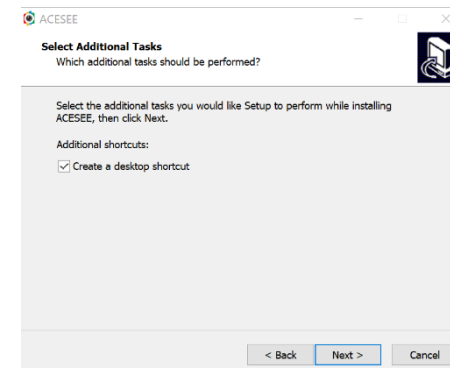 ACESEE
Select Additional Tasks
Which additional tasks should be performed?
Select the additional tasks you would like Setup to perform while installing
ACESEE, then click Next.
Additional shortcuts:
Create a desktop shortcut
< Back Next > Cancel